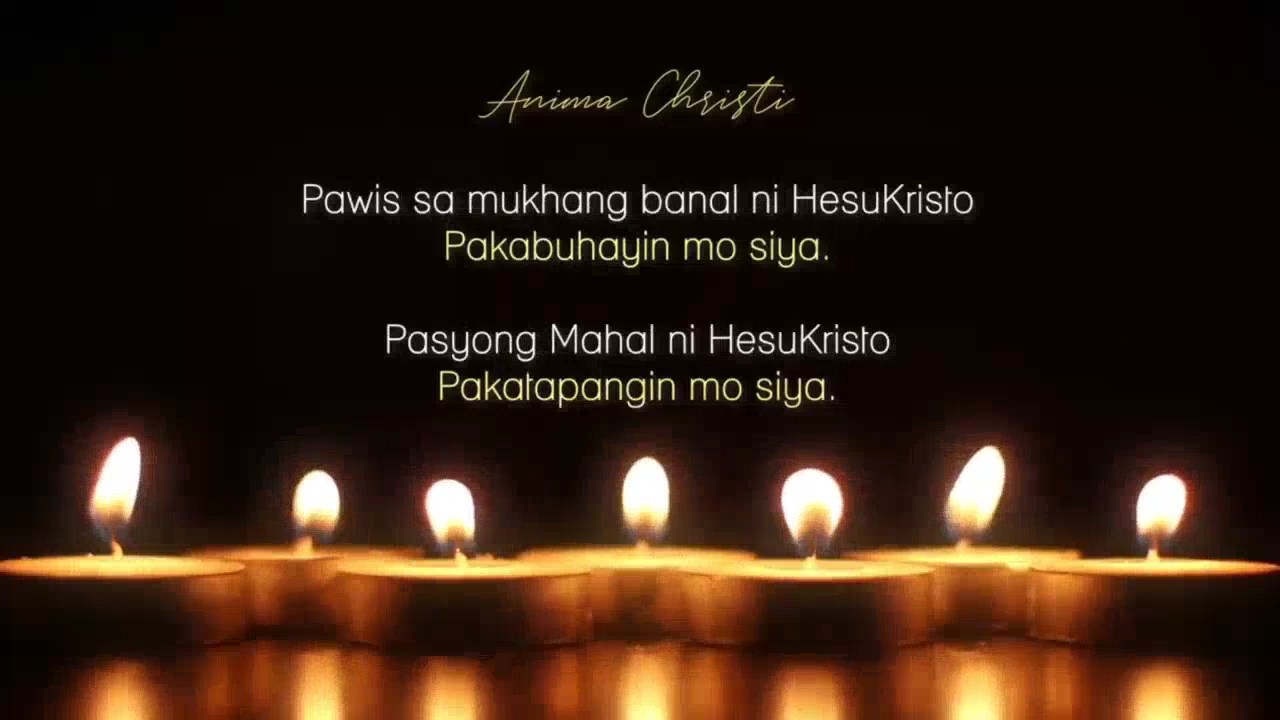 Anima Christi
Pawis sa mukhang banal ni HesuKristo
Pakabuhayin mo siya.
Pasyong Mahal ni HesuKristo
Pakatapangin mo siya.